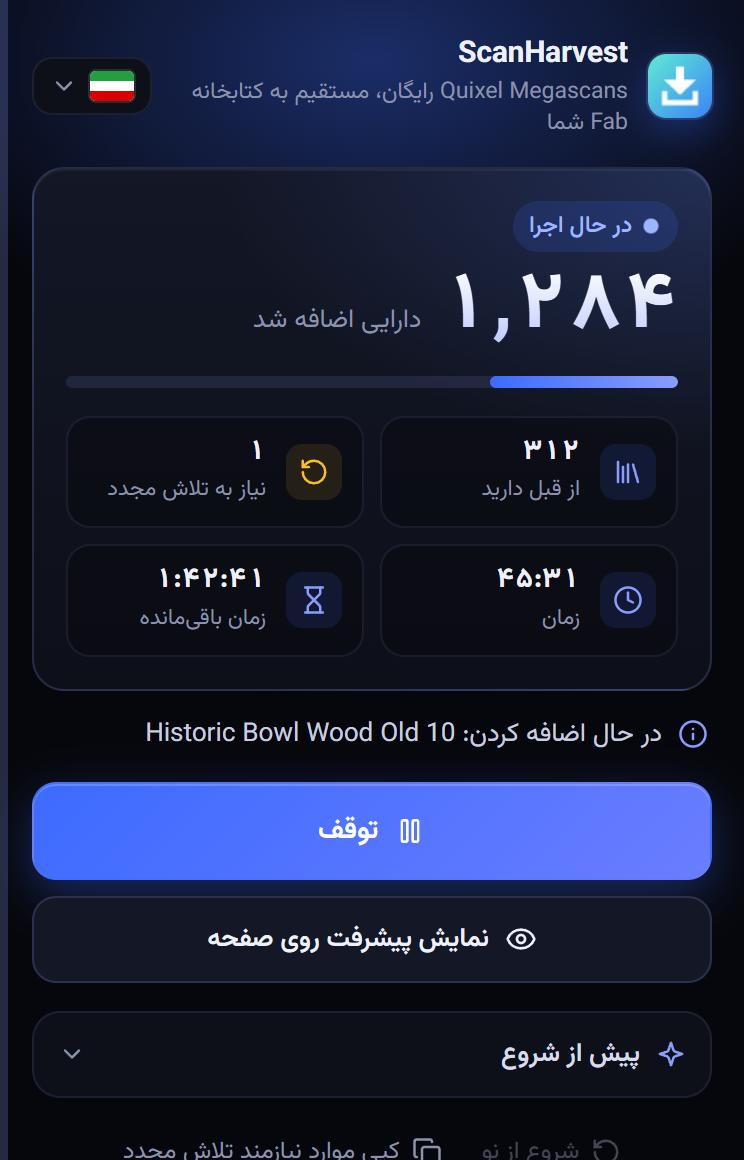 ScanHarvest
Quixel Megascans رایگان، مستقیم به کتابخانه
Fab شما
در حال اجرا
۱,۲۸۴ دارایی اضافه شد
۳۱۲
از قبل دارید
۱
نیاز به تلاش مجدد
۴۵:۳۱
زمان
۱:۴۲:۴۱
زمان باقی‌مانده
در حال اضافه کردن: Historic Bowl Wood Old 10
توقف
نمایش پیشرفت روی صفحه
پیش از شروع
شروع از نو
کپی موارد نیازمند تلاش مجدد